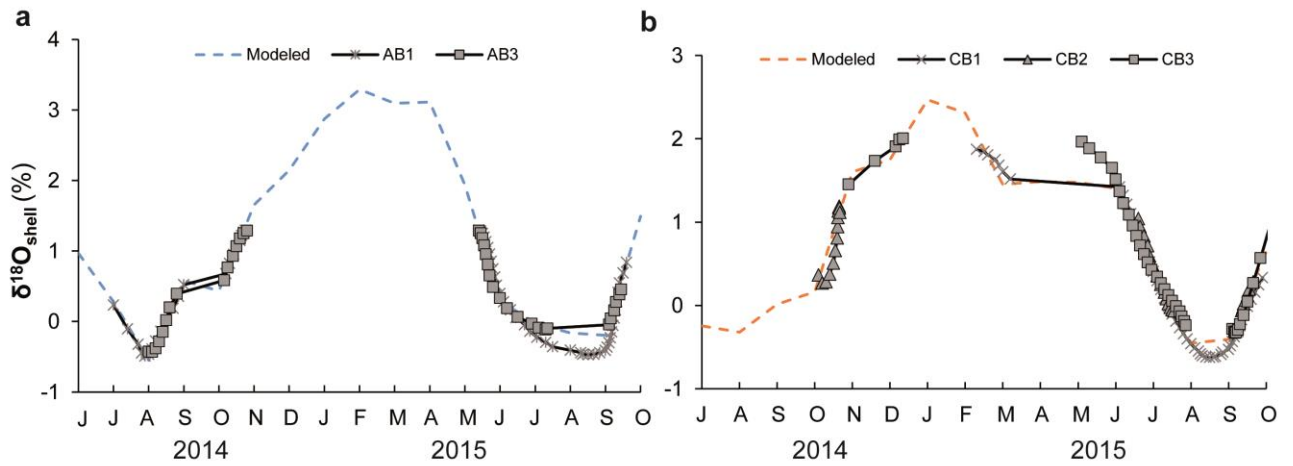 a
4
3
2
1
0
-1
δ18Oshell (%)
Modeled AB1 AB3
J J A S O N D J F M A M J J A S O
2014 2015
b
3
2
1
0
-1
Modeled CB1 CB2 CB3
J A S O N D J F M A M J J A S O
2014 2015